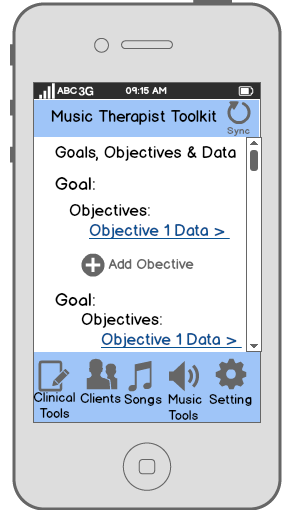 ABC 3G 09:15 AM
Music Therapist Toolkit
Sync
Goals, Objectives & Data
Goal:
Objectives:
Objective 1 Data >
Add Obective
Goal:
Objectives:
Objective 1 Data >
Clinical Tools
Clients
Songs
Music Tools
Setting